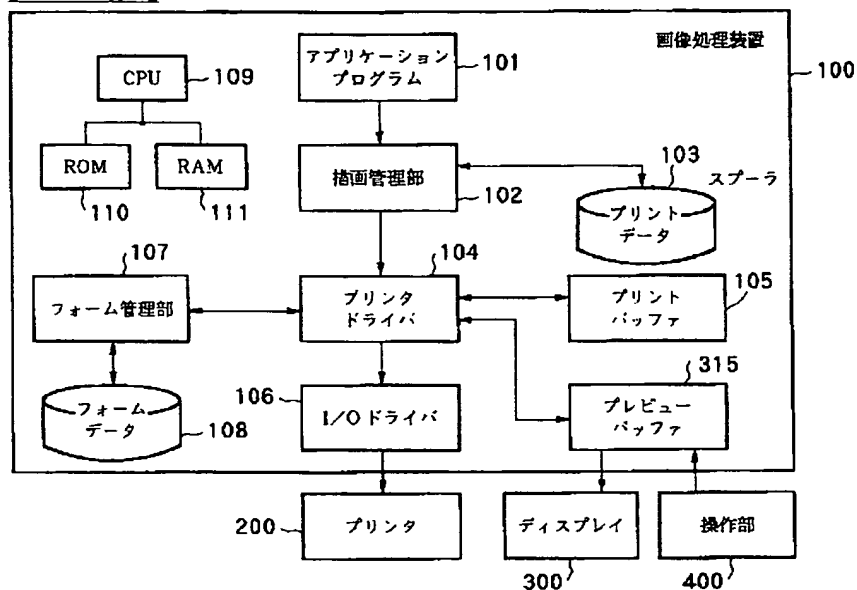 画像処理装置
100
アプリケーション
プログラム
101
CPU
109
ROM
110
RAM
111
描画管理部
102
103
スプーラ
プリント
データ
107
フォーム管理部
104
プリンタ
ドライバ
105
プリント
バッファ
フォーム
データ
108
106
I/Oドライバ
315
プレビュー
バッファ
200
プリンタ
ディスプレイ
300
操作部
400